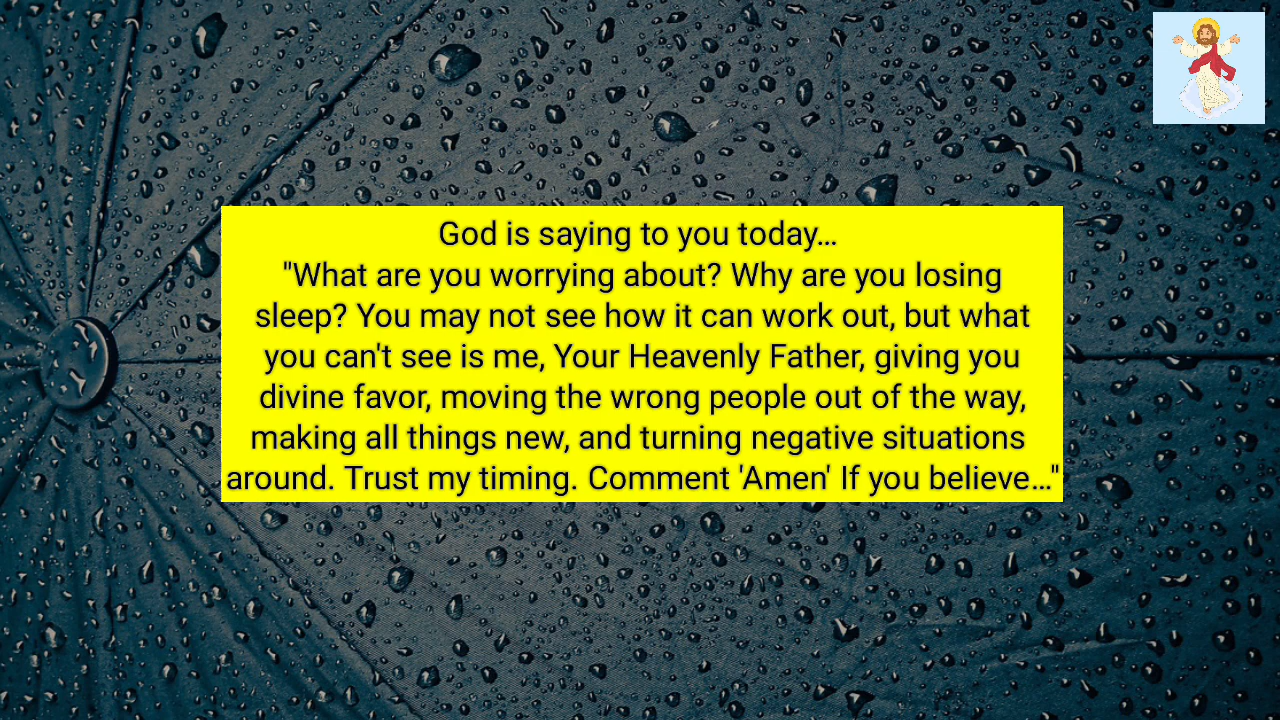 God is saying to you today…
"What are you worrying about? Why are you losing
sleep? You may not see how it can work out, but what
you can't see is me, Your Heavenly Father, giving you
divine favor, moving the wrong people out of the way,
making all things new, and turning negative situations
around. Trust my timing. Comment 'Amen' If you believe…"